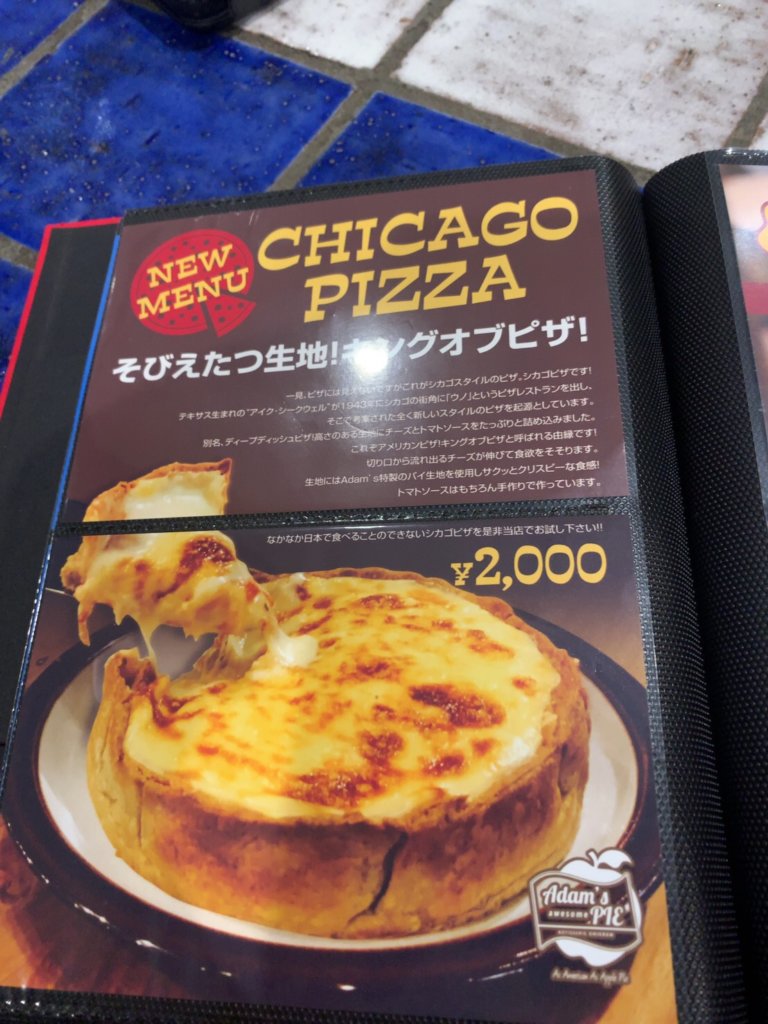 NEW
MENU
CHICAGO
PIZZA
そびえたつ生地!キングオブピザ!
一見、ピザには見えないですがこれがシカゴスタイルのピザ。シカゴピザです!
テキサス生まれの"アイク・シークウェル"が1943年にシカゴの街角に「ウノ」というピザレストランを出し、
そこで考案された全く新しいスタイルのピザを起源としています。
別名、ディープディッシュピザ!高さのある生地にチーズとトマトソースをたっぷりと詰め込みました。
これぞアメリカンピザ!キングオブピザと呼ばれる由縁です!
切り口から流れ出るチーズが伸びて食欲をそそります。
生地にはAdam's特製のパイ生地を使用しサクッとクリスピーな食感!
トマトソースはもちろん手作りで作っています。
なかなか日本で食べることのできないシカゴピザを是非当店でお試し下さい!!
¥2,000
Adam's
awesome PIE
As American As Apple Pie